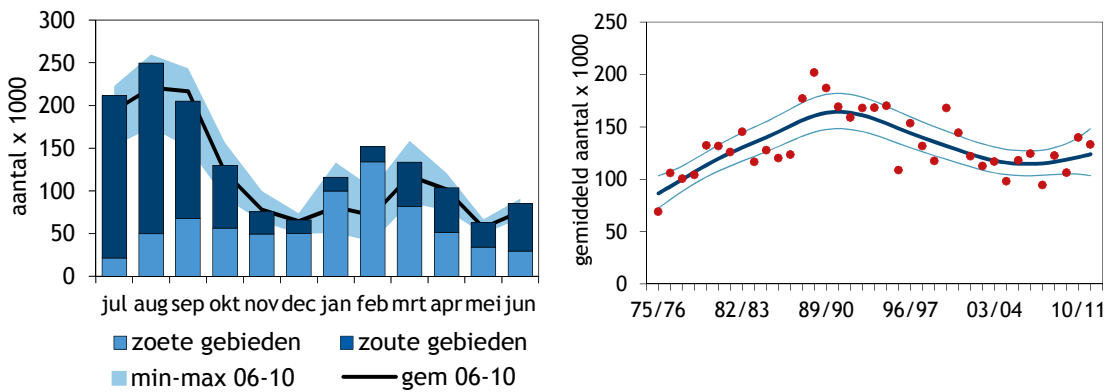 aantal x 1000
300
250
200
150
100
50
0
jul aug sep okt nov dec jan feb mrt apr mei jun
zoete gebieden zoute gebieden
min-max 06-10 gem 06-10
gemiddeld aantal x 1000
250
200
150
100
50
0
75/76 82/83 89/90 96/97 03/04 10/11